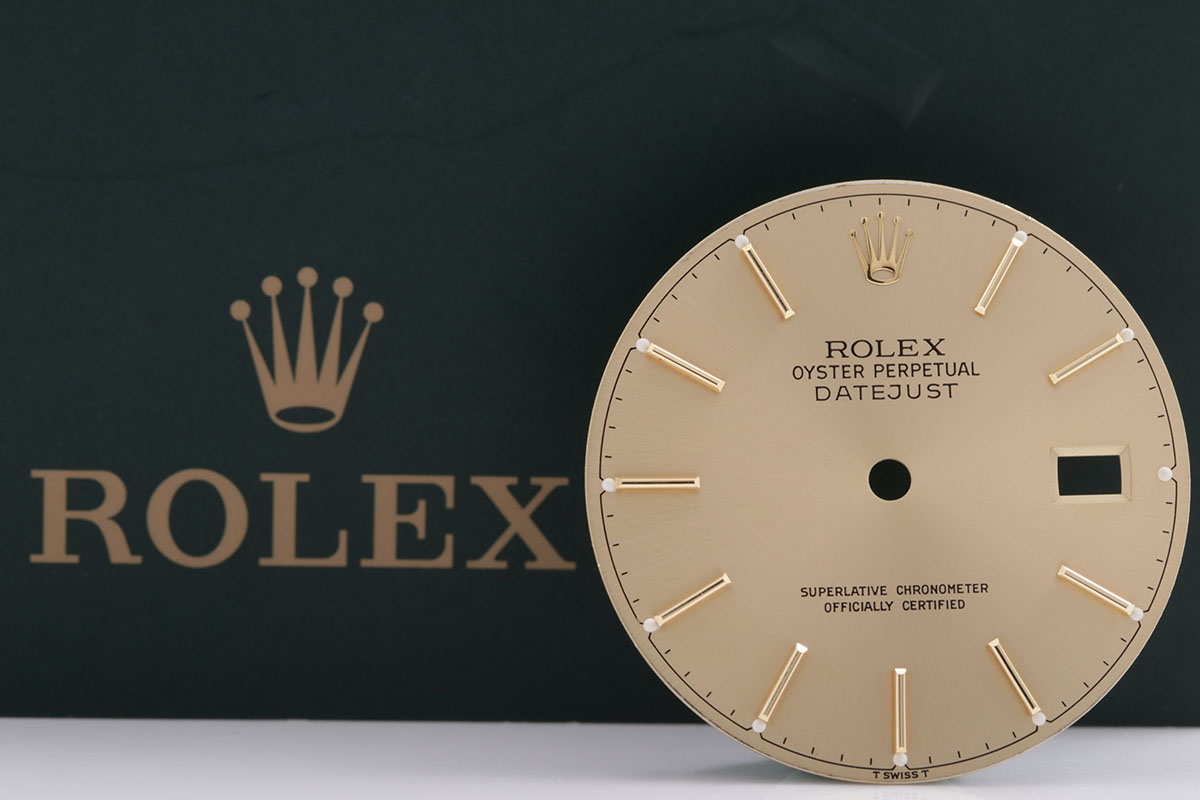 ROLEX
ROLEX
OYSTER PERPETUAL
DATEJUST
SUPERLATIVE CHRONOMETER
OFFICIALLY CERTIFIED
T SWISS T